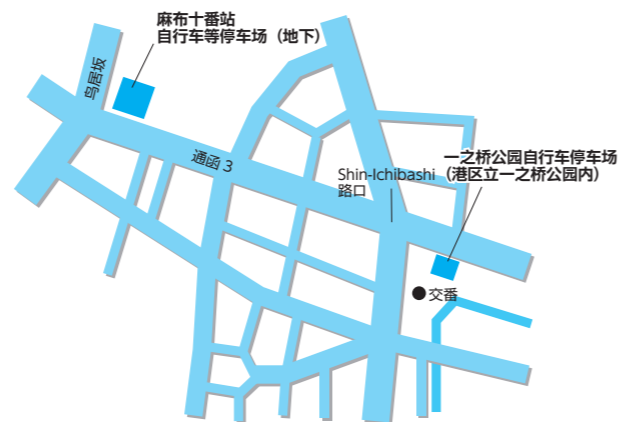 麻布十番站
自行车等停车场（地下）
鸟居坂
通函 3
Shin-Ichibashi
路口
一之桥公园自行车停车场
（港区立一之桥公园内）
交番